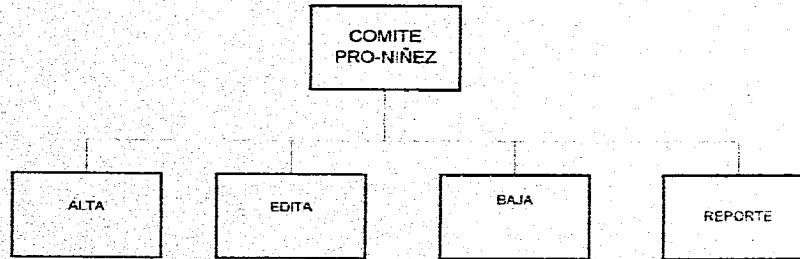 COMITE
PRO-NIÑEZ
ALTA
EDITA
BAJA
REPORTE